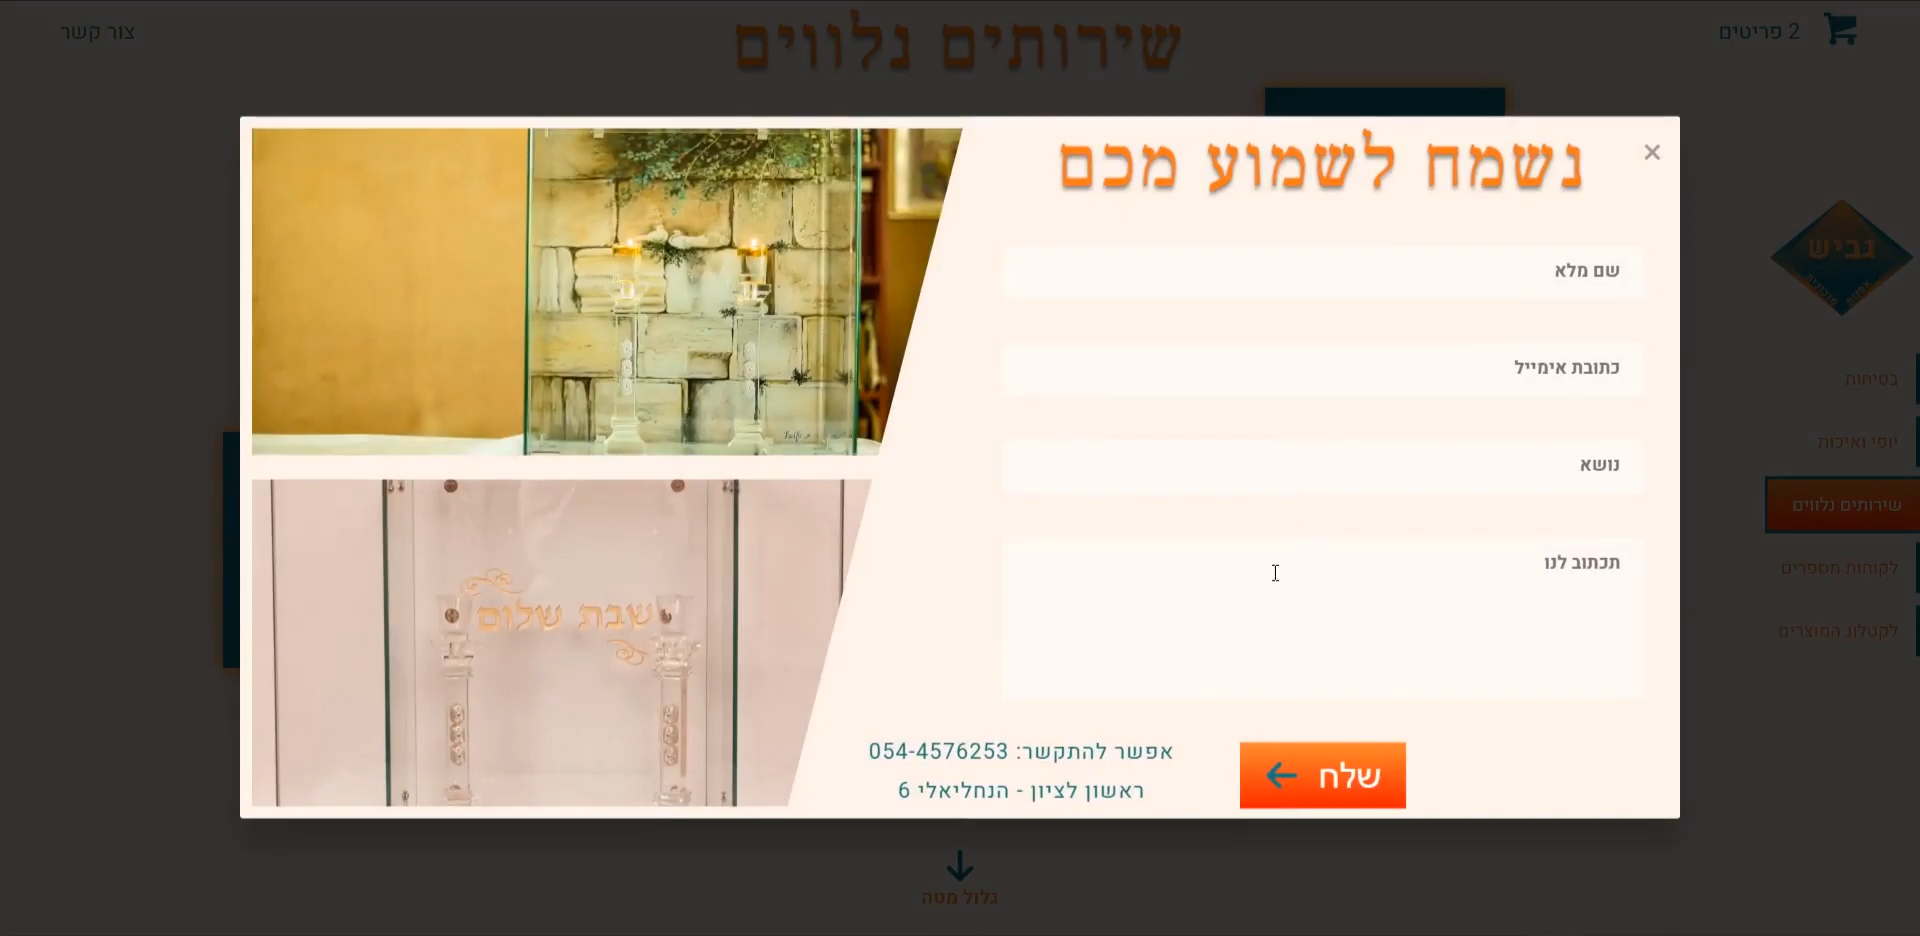 2 פריטים
שירותים נלווים
צור קשר
נשמח לשמוע מכם
×
שם מלא
כתובת אימייל
נושא
תכתוב לנו
שלח
אפשר להתקשר: 054-4576253
ראשון לציון - הנחליאלי 6
שבת שלום
גביש
בטיחות
יופי ואיכות
שירותים נלווים
לקוחות מספרים
לקטלוג המוצרים
גלול מטה